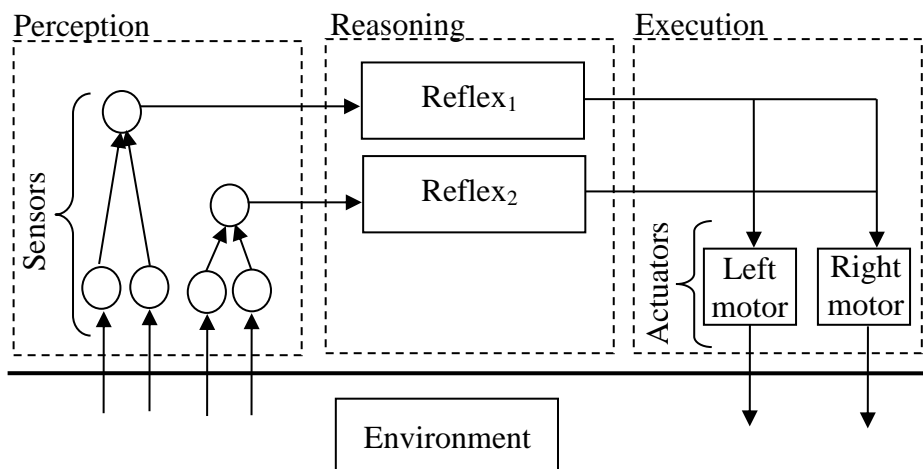 Perception
Reasoning
Execution
Reflex₁
Reflex₂
Sensors
Actuators
Left
motor
Right
motor
Environment